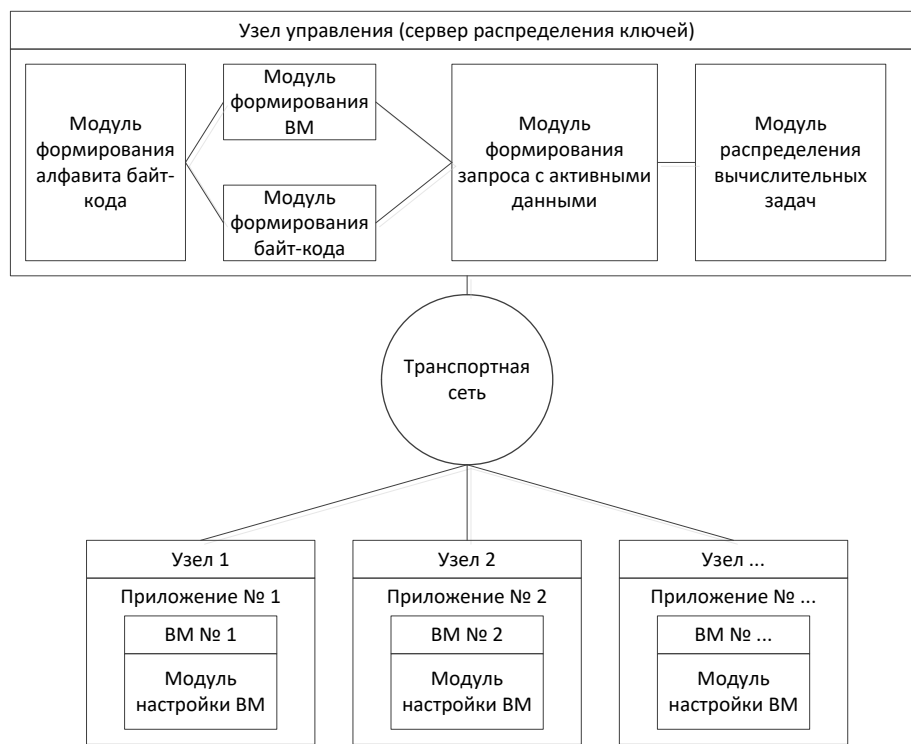 Узел управления (сервер распределения ключей)
Модуль
формирования
алфавита байт-
кода
Модуль
формирования
ВМ
Модуль
формирования
байт-кода
Модуль
формирования
запроса с активными
данными
Модуль
распределения
вычислительных
задач
Транспортная
сеть
Узел 1
Приложение № 1
ВМ № 1
Модуль
настройки ВМ
Узел 2
Приложение № 2
ВМ № 2
Модуль
настройки ВМ
Узел ...
Приложение № ...
ВМ № ...
Модуль
настройки ВМ